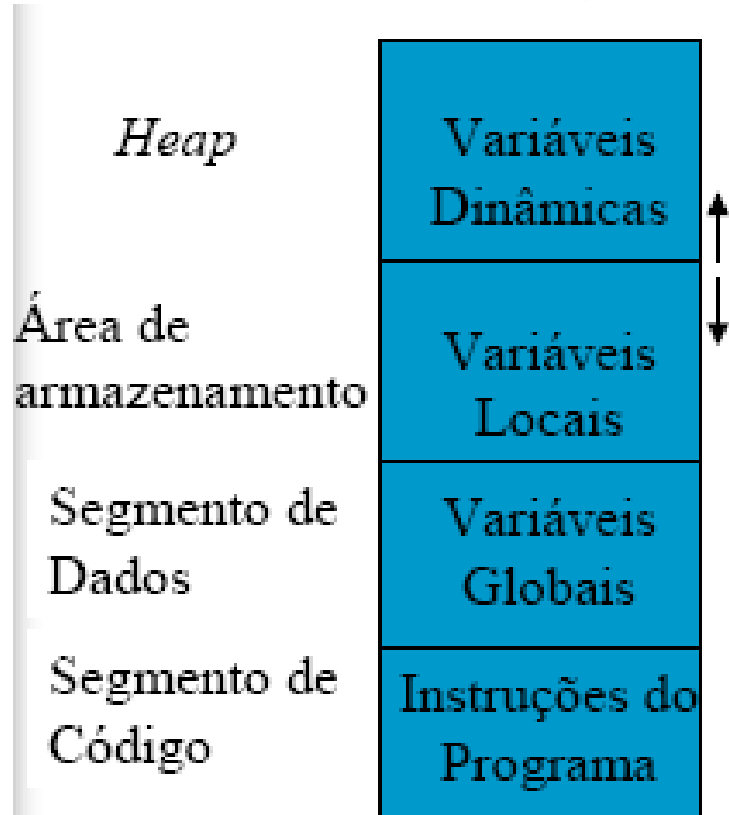 Heap
Variáveis
Dinâmicas
Área de
armazenamento
Variáveis
Locais
Segmento de
Dados
Variáveis
Globais
Segmento de
Código
Instruções do
Programa